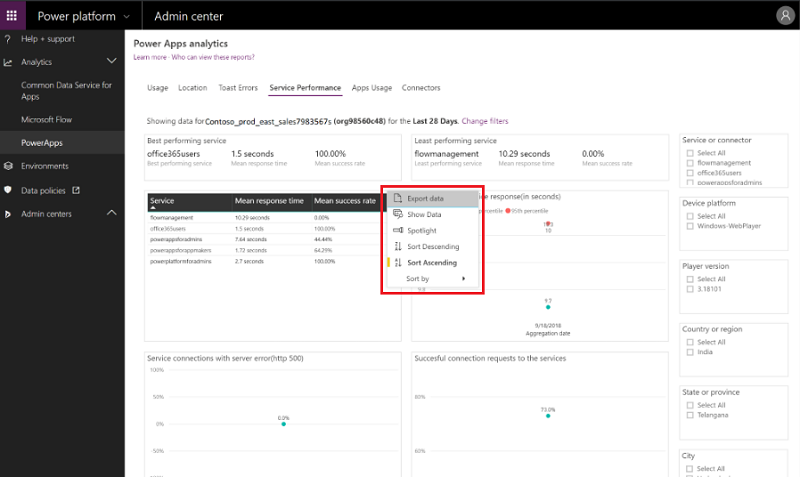 Power platform
Admin center
Help + support
Analytics
Common Data Service for
Apps
Microsoft Flow
PowerApps
Environments
Data policies
Admin centers
Power Apps analytics
Learn more · Who can view these reports?
Usage Location Toast Errors Service Performance Apps Usage Connectors
Showing data for Contoso_prod_east_sales7983567s (org98560c48) for the Last 28 Days. Change filters
Best performing service
office365users 1.5 seconds 100.00%
Best performing service Mean response time Mean success rate
Least performing service
flowmanagement 10.29 seconds 0.00%
Least performing service Mean response time Mean success rate
Service Mean response time Mean success rate
flowmanagement 10.29 seconds 0.00%
office365users 1.5 seconds 100.00%
powerappsforadmins 7.64 seconds 44.44%
powerappsforappmakers 1.72 seconds 64.29%
powerplatformforadmins 2.7 seconds 100.00%
Export data
Show Data
Spotlight
Sort Descending
Sort Ascending
Sort by
response(in seconds)
95th percentile
10
9.2
9/18/2018
Aggregation date
Service connections with server error(http 500)
100%
50%
0.0%
0%
-50%
Succesful connection requests to the services
80%
73.0%
60%
Service or connector
Select All
flowmanagement
office365users
powerappsforadmins
Device platform
Select All
Windows-WebPlayer
Player version
Select All
3.18101
Country or region
Select All
India
State or province
Select All
Telangana
City
Select All